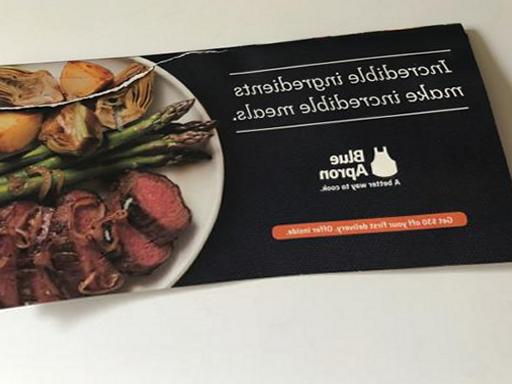 Incredible ingredients
make incredible meals.
Blue
Apron
A better way to cook.
Get $30 off your first delivery. Offer inside.